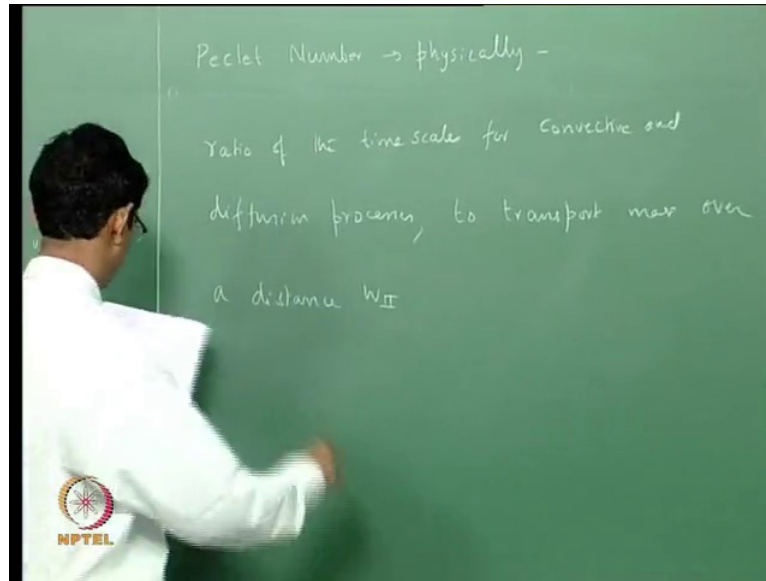 Peclet Number → physically –
ratio of the time scales for convective and
diffusion processes, to transport mass over
a distance W_II
NPTEL